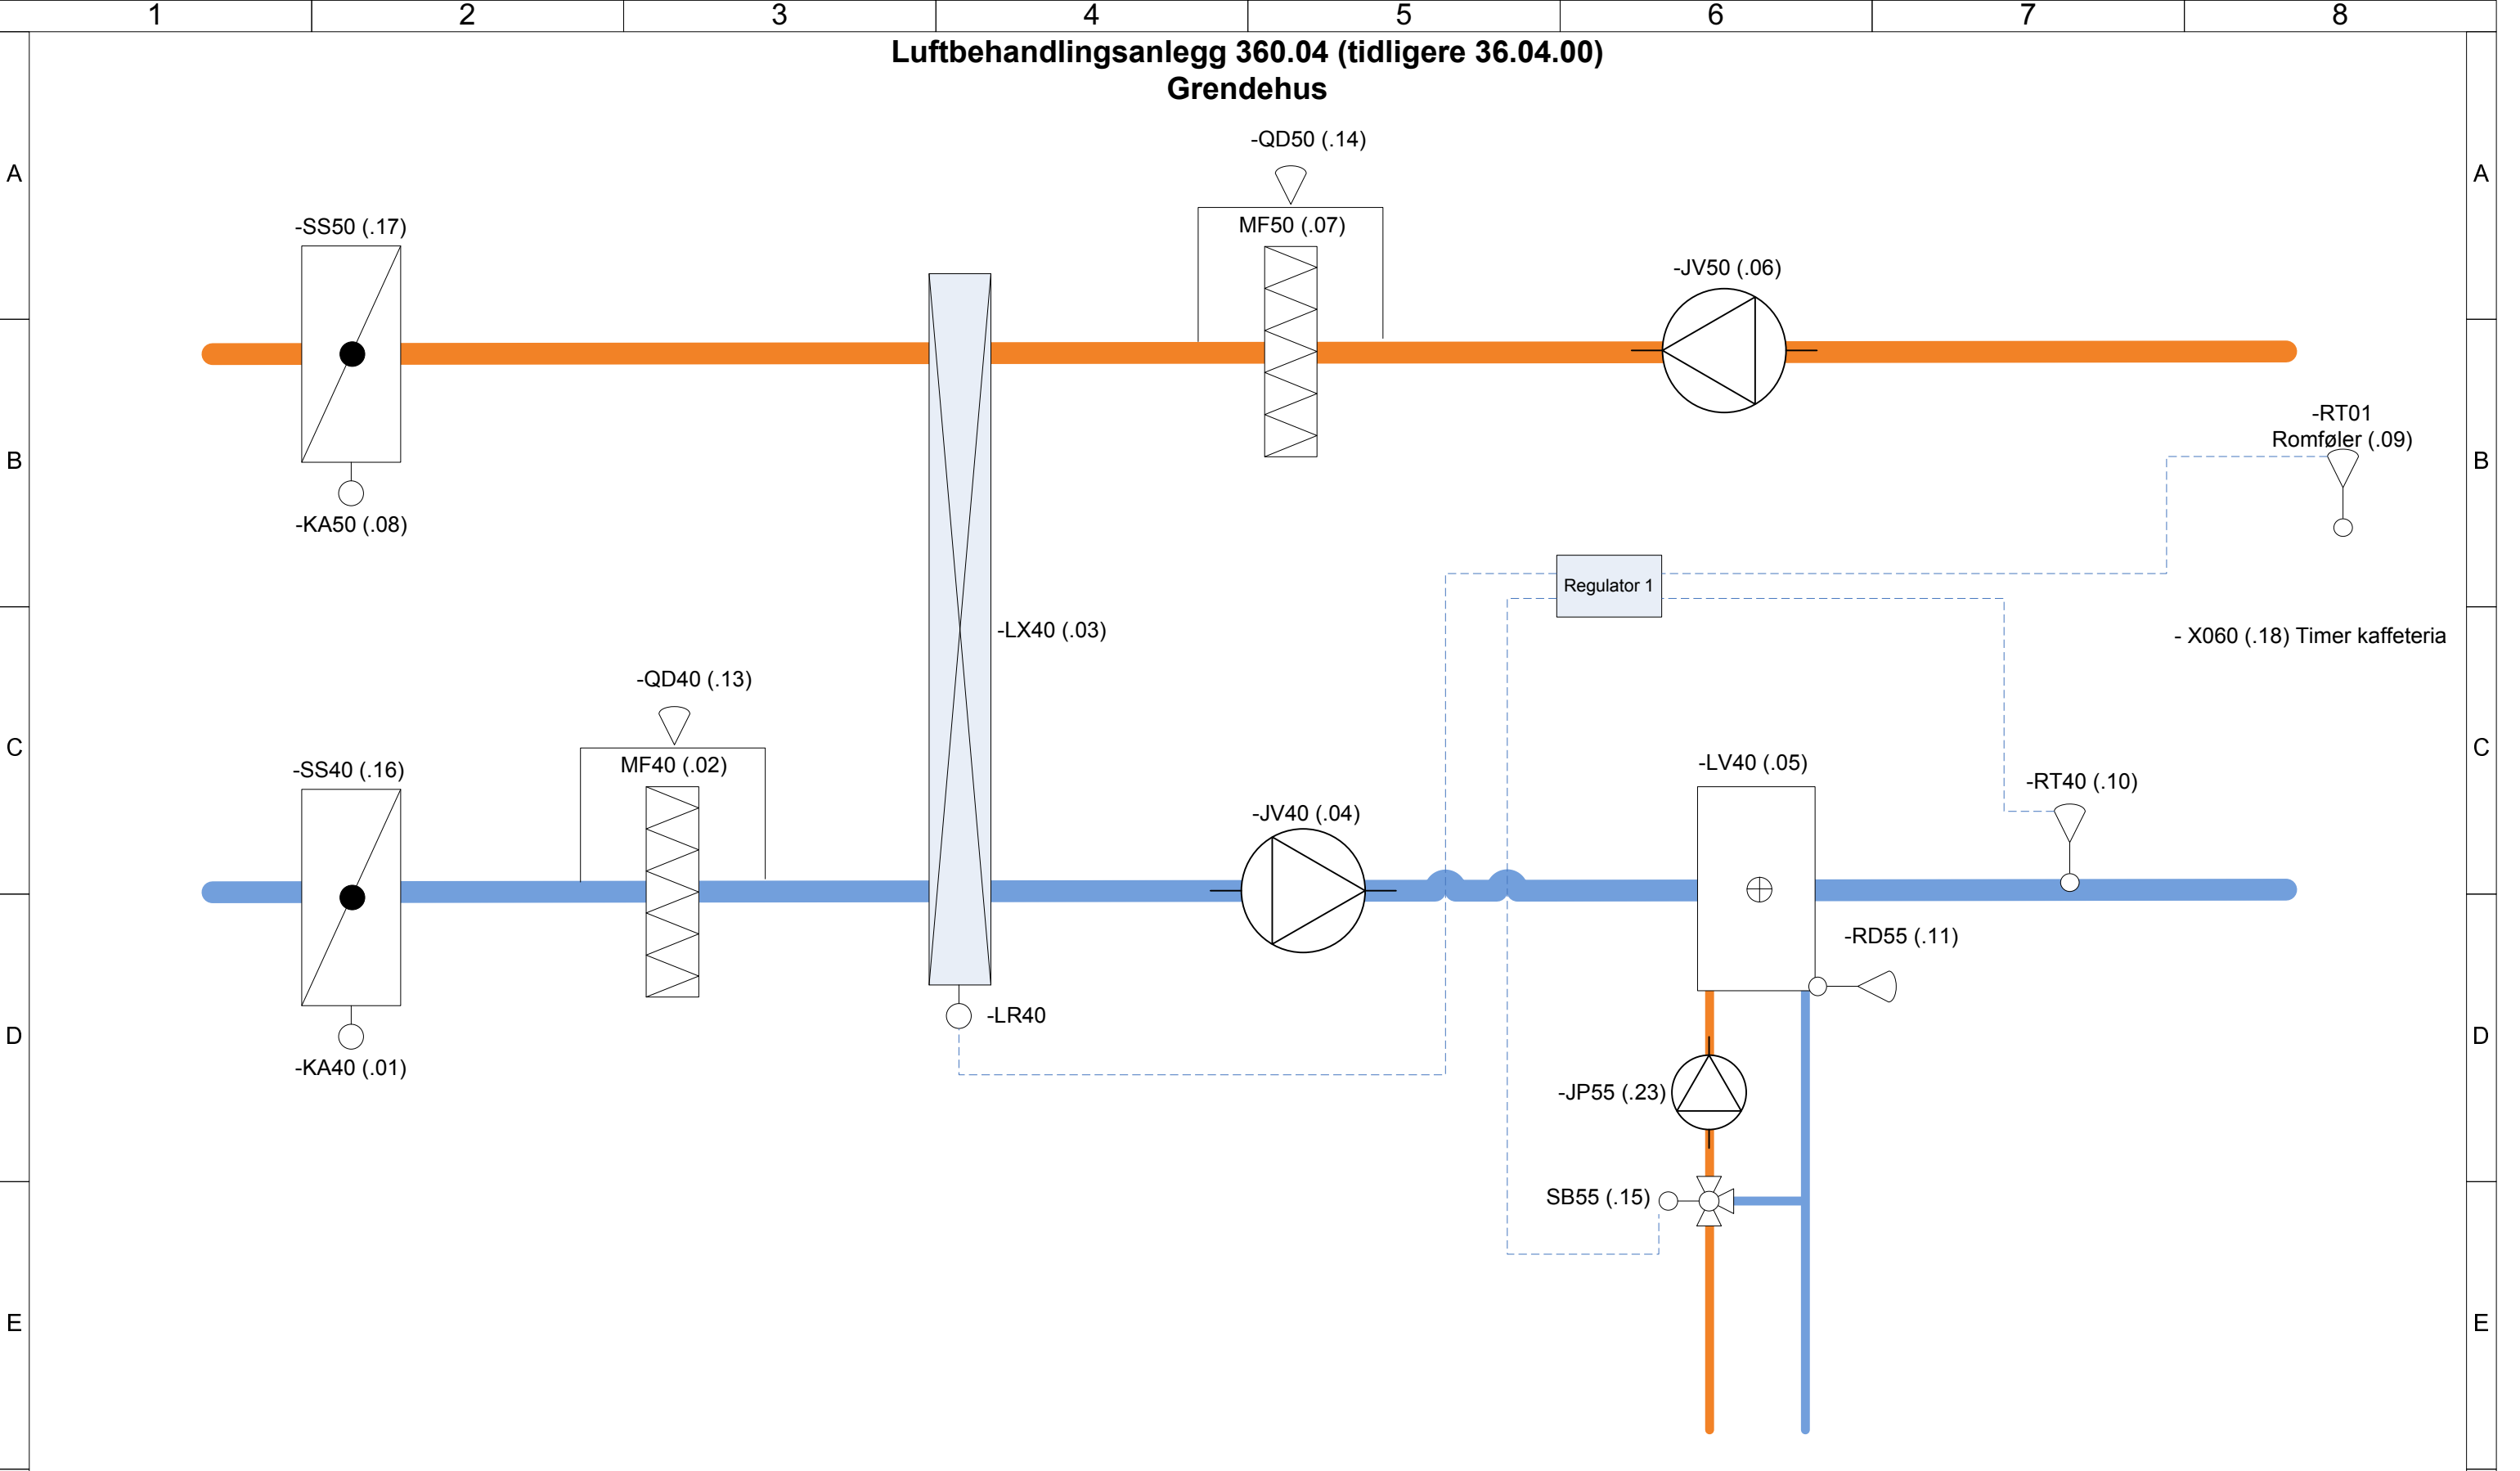 1 2 3 4 5 6 7 8
Luftbehandlingsanlegg 360.04 (tidligere 36.04.00)
Grendehus
-QD50 (.14)
A A
-SS50 (.17)
MF50 (.07)
-JV50 (.06)
-RT01
Romføler (.09)
B B
-KA50 (.08)
Regulator 1
-LX40 (.03)
- X060 (.18) Timer kaffeteria
-QD40 (.13)
C C
-SS40 (.16)
MF40 (.02)
-LV40 (.05)
-RT40 (.10)
-JV40 (.04)
-RD55 (.11)
-LR40
D D
-KA40 (.01)
-JP55 (.23)
SB55 (.15)
E E